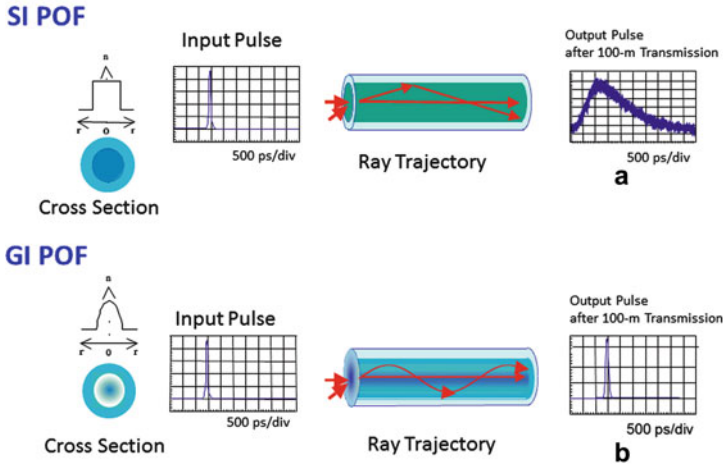 SI POF
Input Pulse
Output Pulse
after 100-m Transmission
n
r 0 r
500 ps/div
500 ps/div
Ray Trajectory
a
Cross Section
GI POF
Input Pulse
Output Pulse
after 100-m Transmission
n
r 0 r
500 ps/div
500 ps/div
Cross Section
Ray Trajectory
b